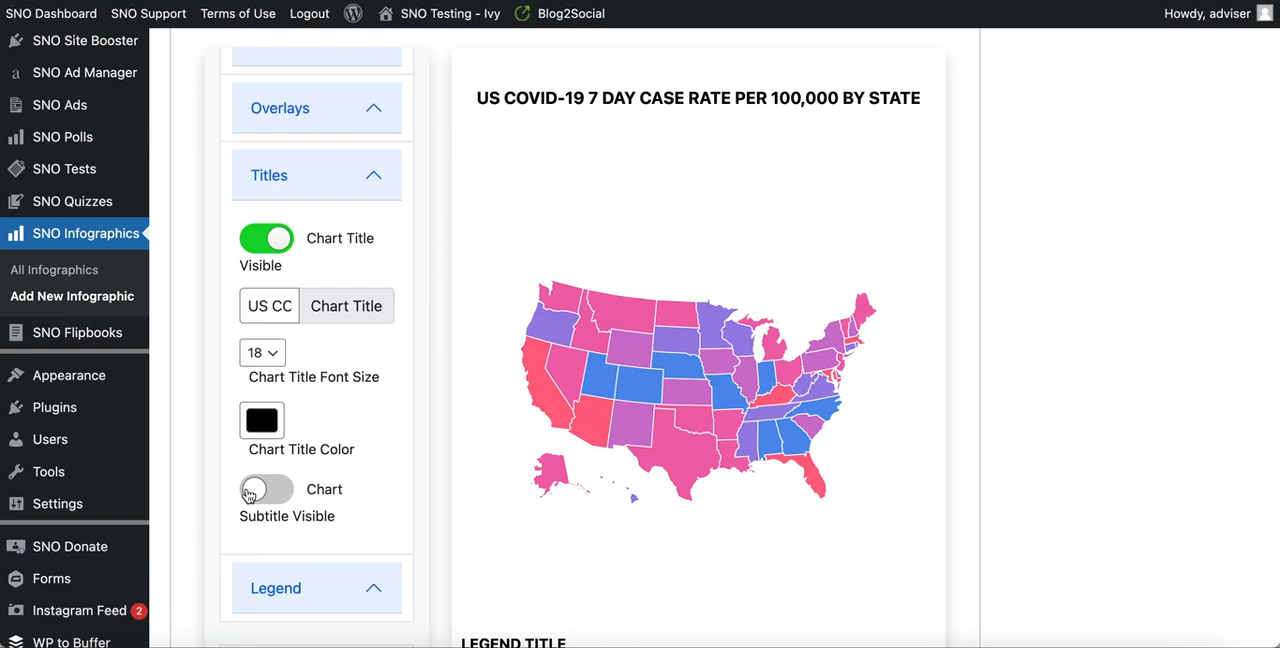 SNO Dashboard SNO Support Terms of Use Logout SNO Testing - Ivy Blog2Social Howdy, adviser
SNO Site Booster
SNO Ad Manager
SNO Ads
SNO Polls
SNO Tests
SNO Quizzes
SNO Infographics
All Infographics
Add New Infographic
SNO Flipbooks
Appearance
Plugins
Users
Tools
Settings
SNO Donate
Forms
Instagram Feed 2
WP to Buffer
Overlays
Titles
Chart Title
Visible
US CC Chart Title
18
Chart Title Font Size
Chart Title Color
Chart
Subtitle Visible
Legend
US COVID-19 7 DAY CASE RATE PER 100,000 BY STATE
LEGEND TITLE